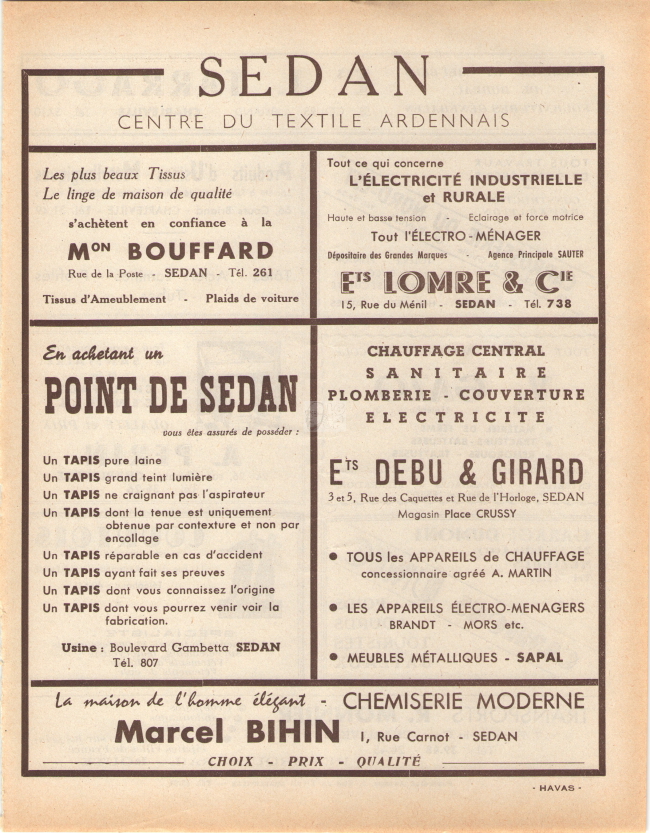 SEDAN
CENTRE DU TEXTILE ARDENNAIS
Les plus beaux Tissus
Le linge de maison de qualité
s'achètent en confiance à la
MON BOUFFARD
Rue de la Poste - SEDAN - Tél. 261
Tissus d'Ameublement - Plaids de voiture
Tout ce qui concerne
L'ÉLECTRICITÉ INDUSTRIELLE
et RURALE
Haute et basse tension - Eclairage et force motrice
Tout l'ÉLECTRO-MÉNAGER
Dépositaire des Grandes Marques - Agence Principale SAUTER
ETS LOMRE & CIE
15, Rue du Ménil - SEDAN - Tél. 738
En achetant un
POINT DE SEDAN
vous êtes assurés de posséder :
Un TAPIS pure laine
Un TAPIS grand teint lumière
Un TAPIS ne craignant pas l'aspirateur
Un TAPIS dont la tenue est uniquement
obtenue par contexture et non par
encollage
Un TAPIS réparable en cas d'accident
Un TAPIS ayant fait ses preuves
Un TAPIS dont vous connaissez l'origine
Un TAPIS dont vous pourrez venir voir la
fabrication.
Usine : Boulevard Gambetta SEDAN
Tél. 807
CHAUFFAGE CENTRAL
SANITAIRE
PLOMBERIE - COUVERTURE
ELECTRICITE
ETS DEBU & GIRARD
3 et 5, Rue des Caquettes et Rue de l'Horloge, SEDAN
Magasin Place CRUSSY
● TOUS les APPAREILS de CHAUFFAGE
concessionnaire agréé A. MARTIN
● LES APPAREILS ÉLECTRO-MENAGERS
BRANDT - MORS etc.
● MEUBLES MÉTALLIQUES - SAPAL
La maison de l'homme élégant - CHEMISERIE MODERNE
Marcel BIHIN 1, Rue Carnot - SEDAN
CHOIX - PRIX - QUALITÉ
- HAVAS -